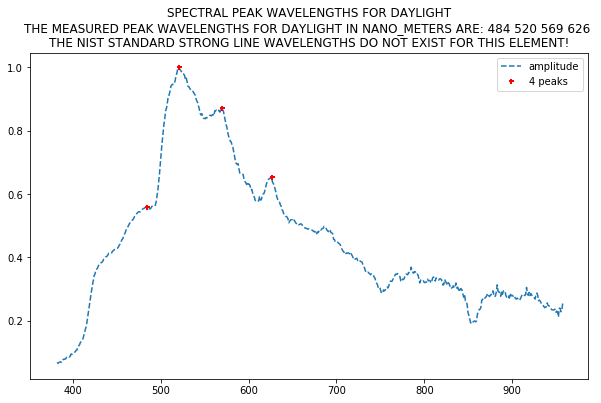 SPECTRAL PEAK WAVELENGTHS FOR DAYLIGHT
THE MEASURED PEAK WAVELENGTHS FOR DAYLIGHT IN NANO_METERS ARE: 484 520 569 626
THE NIST STANDARD STRONG LINE WAVELENGTHS DO NOT EXIST FOR THIS ELEMENT!
amplitude
4 peaks
1.0
0.8
0.6
0.4
0.2
400 500 600 700 800 900